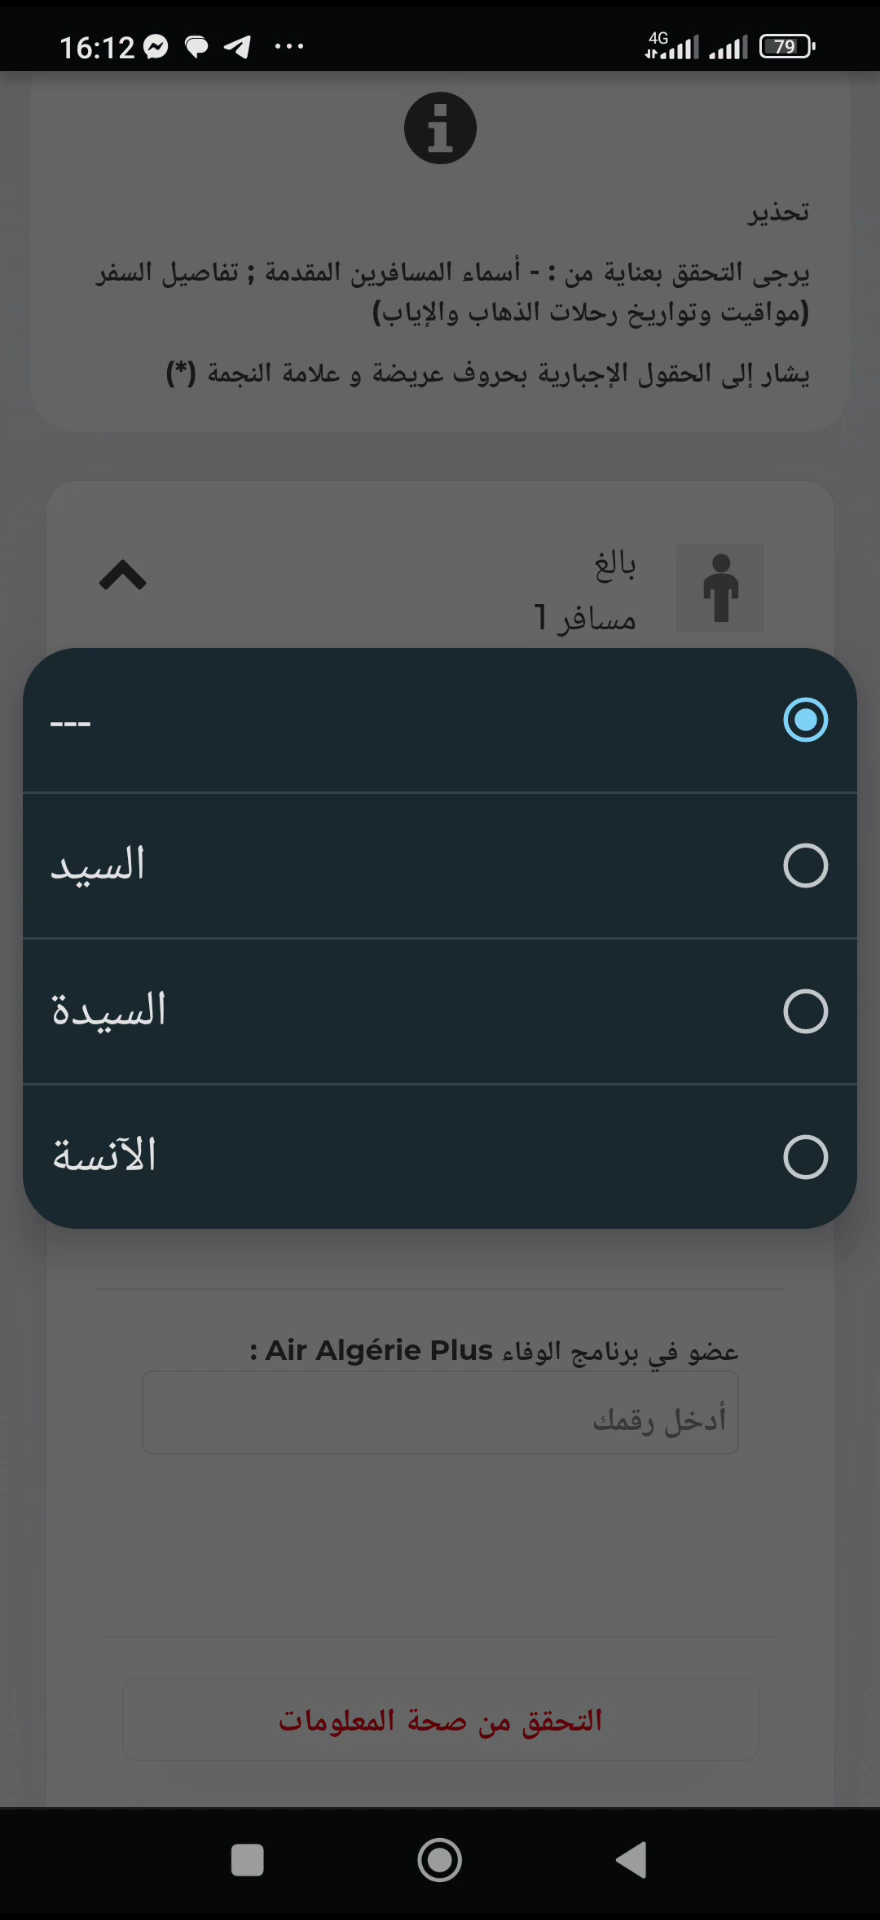 16:12
4G
79
تحذير
يرجى التحقق بعناية من : - أسماء المسافرين المقدمة ; تفاصيل السفر
(مواقيت وتواريخ رحلات الذهاب والإياب)
يشار إلى الحقول الإجبارية بحروف عريضة و علامة النجمة (*)
بالغ
مسافر 1
---
السيد
السيدة
الآنسة
عضو في برنامج الوفاء Air Algérie Plus :
أدخل رقمك
التحقق من صحة المعلومات